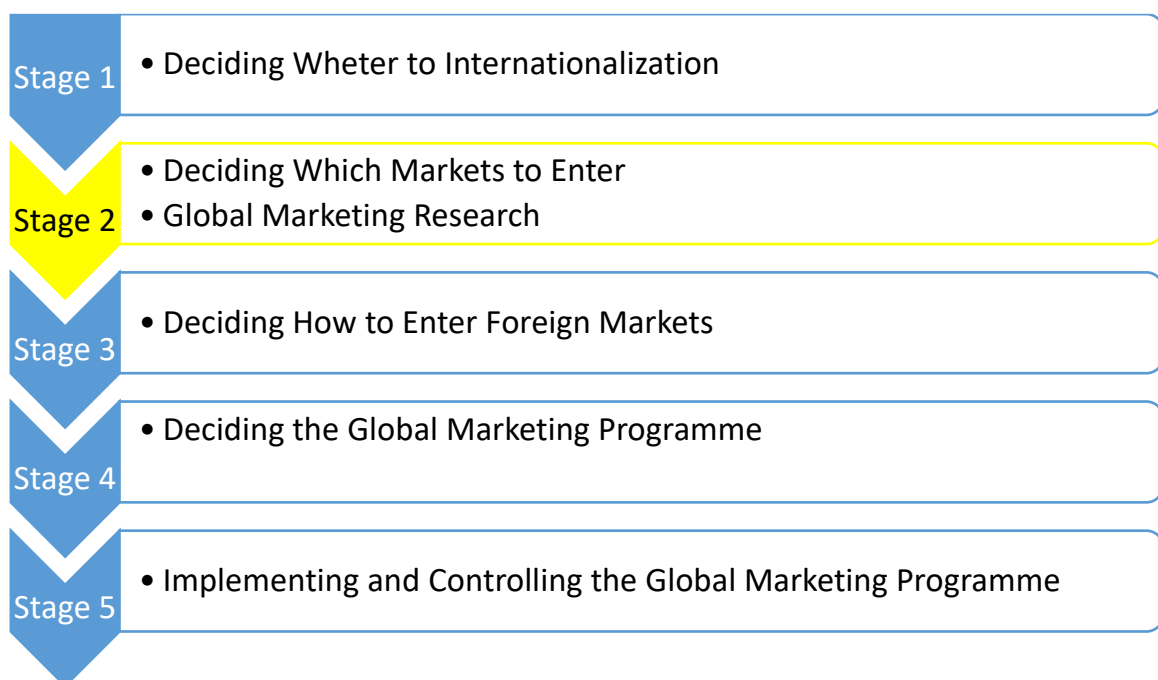 Stage 1
• Deciding Wheter to Internationalization
Stage 2
• Deciding Which Markets to Enter
• Global Marketing Research
Stage 3
• Deciding How to Enter Foreign Markets
Stage 4
• Deciding the Global Marketing Programme
Stage 5
• Implementing and Controlling the Global Marketing Programme